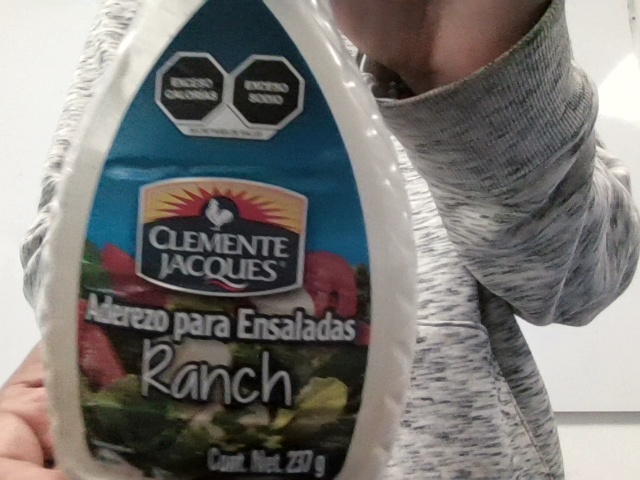 EXCESO
CALORÍAS
EXCESO
SODIO
CLEMENTE
JACQUES®
Aderezo para Ensaladas
Ranch
Cont. Net. 237 g